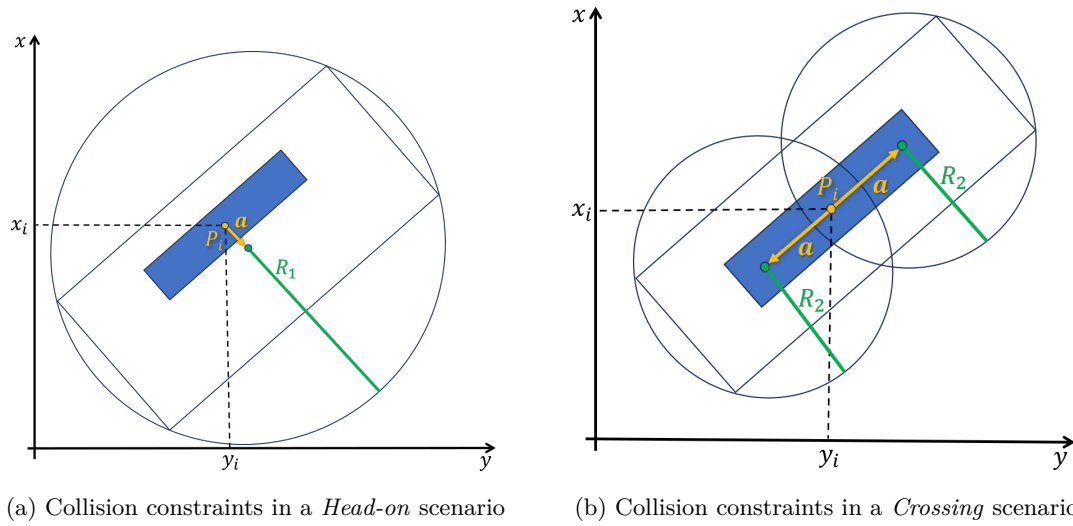 x
x_i
P_i
a
R_1
y_i
y
(a) Collision constraints in a Head-on scenario
x
x_i
P_i
a
a
R_2
R_2
y_i
y
(b) Collision constraints in a Crossing scenario